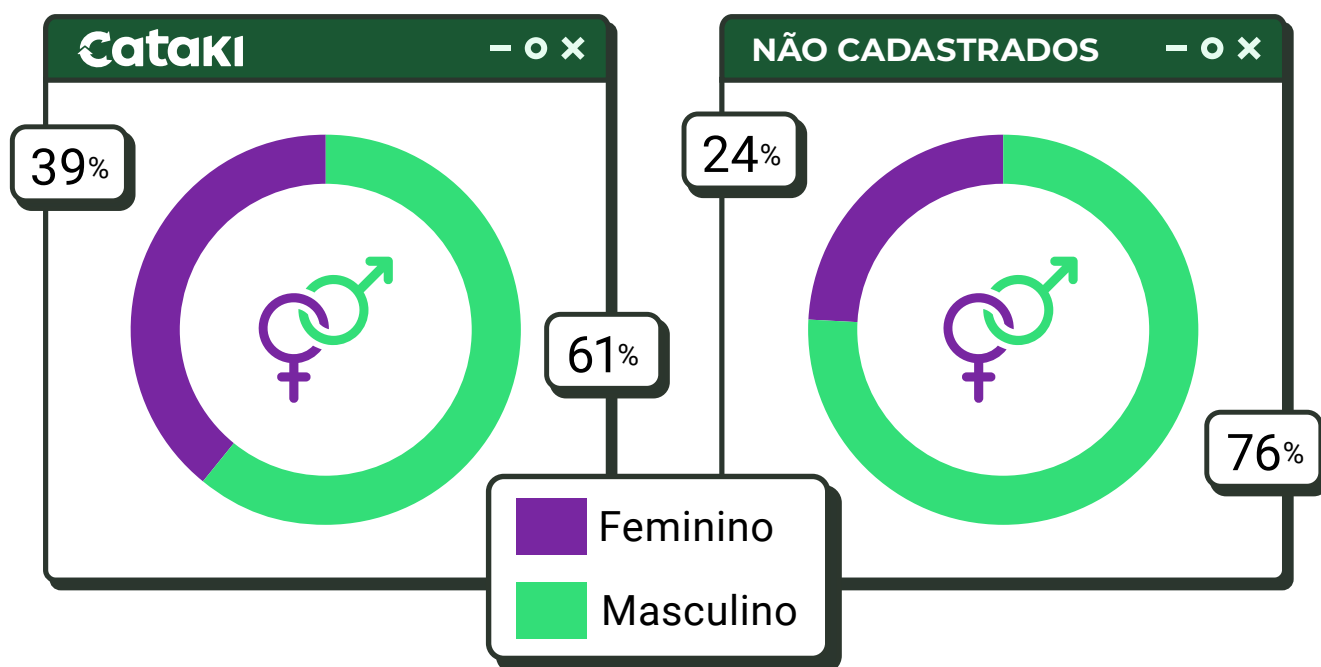 Cataki
NÃO CADASTRADOS
39%
61%
24%
76%
Feminino
Masculino